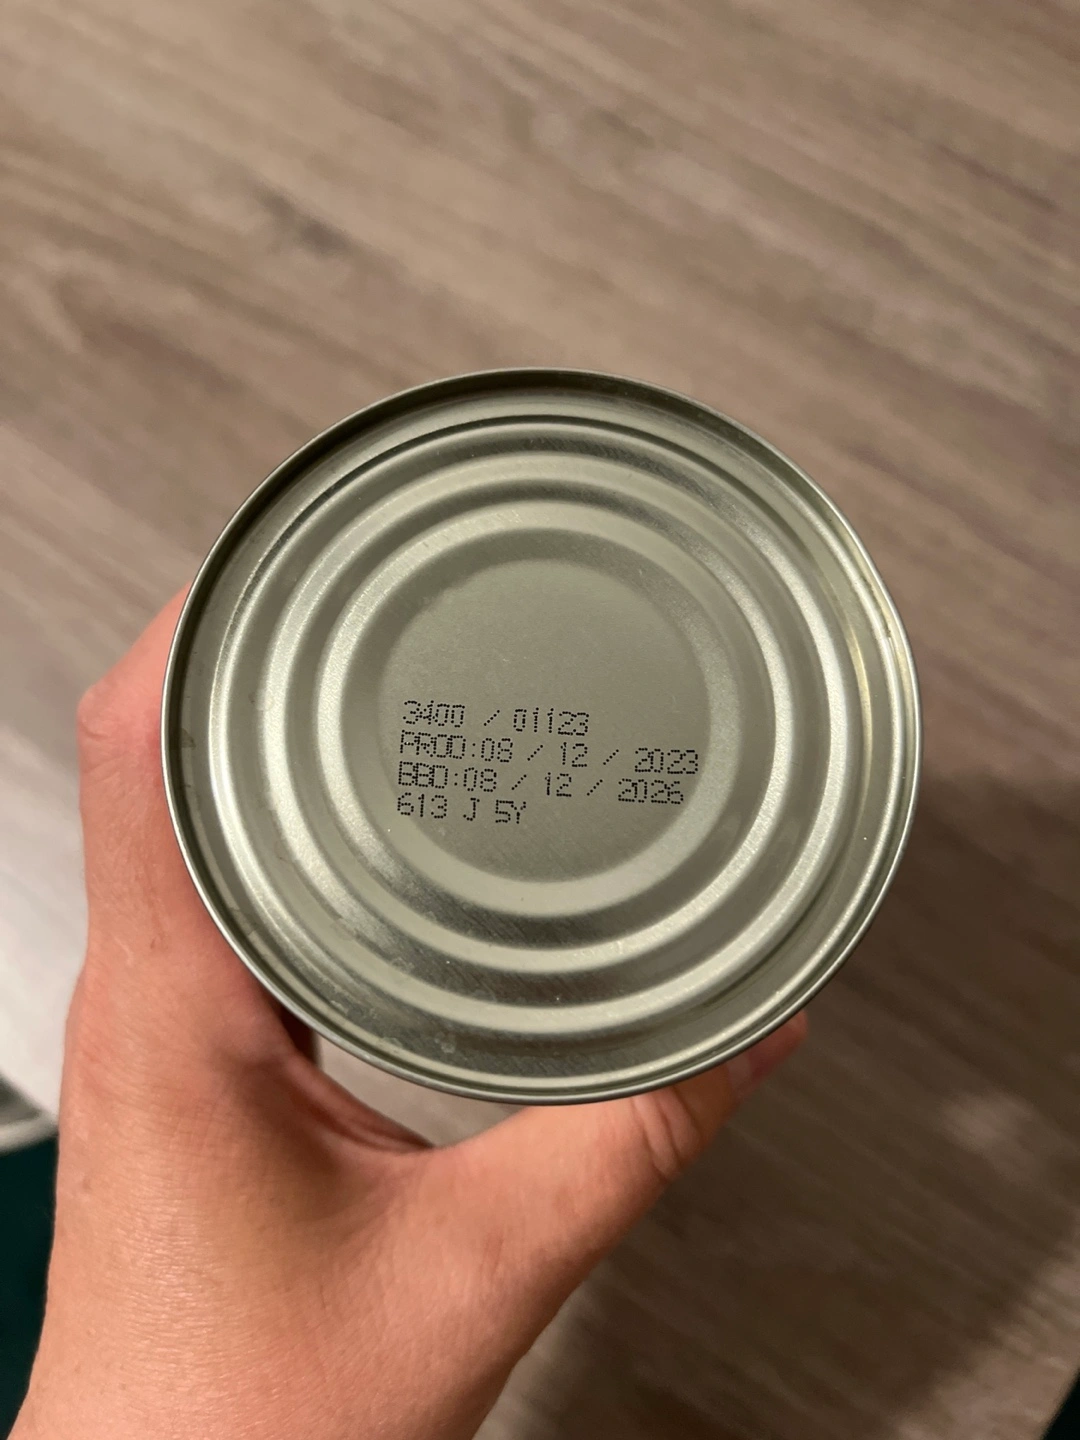 3400 / 01123
PROD:08 / 12 / 2023
BBD:08 / 12 / 2026
613 J 5Y